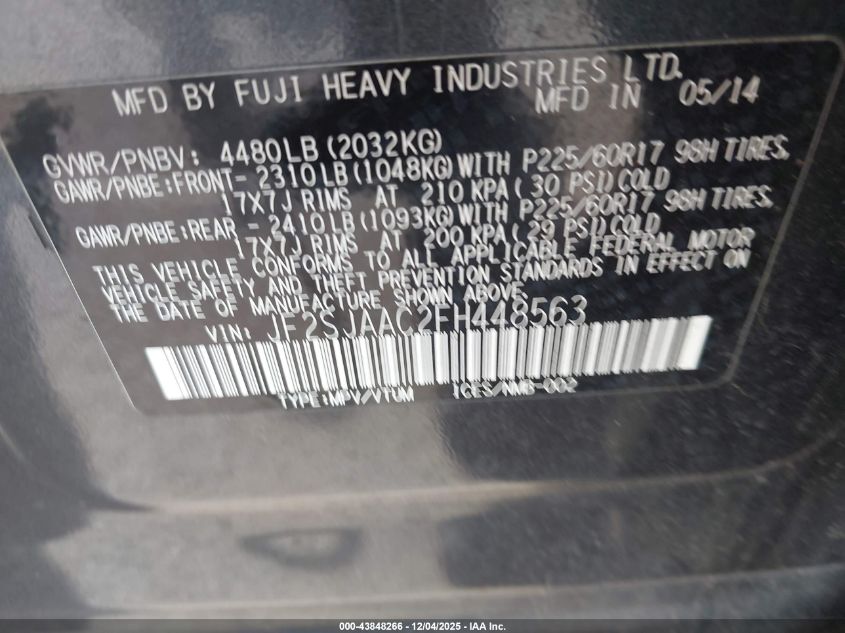 MFD BY FUJI HEAVY INDUSTRIES LTD.
MFD IN 05/14
GVWR/PNBV: 4480LB (2032KG)
GAWR/PNBE:FRONT- 2310LB (1048KG) WITH P225/60R17 98H TIRES,
17X7J RIMS AT 210 KPA( 30 PSI) COLD
GAWR/PNBE:REAR - 2410LB (1093KG) WITH P225/60R17 98H TIRES,
17X7J RIMS AT 200 KPA( 29 PSI) COLD
THIS VEHICLE CONFORMS TO ALL APPLICABLE FEDERAL MOTOR
VEHICLE SAFETY AND THEFT PREVENTION STANDARDS IN EFFECT ON
THE DATE OF MANUFACTURE SHOWN ABOVE.
VIN: JF2SJAAC2FH448563
TYPE:MPV/VTUM ICES/NMB-002
000-43848266 - 12/04/2025 - IAA Inc.